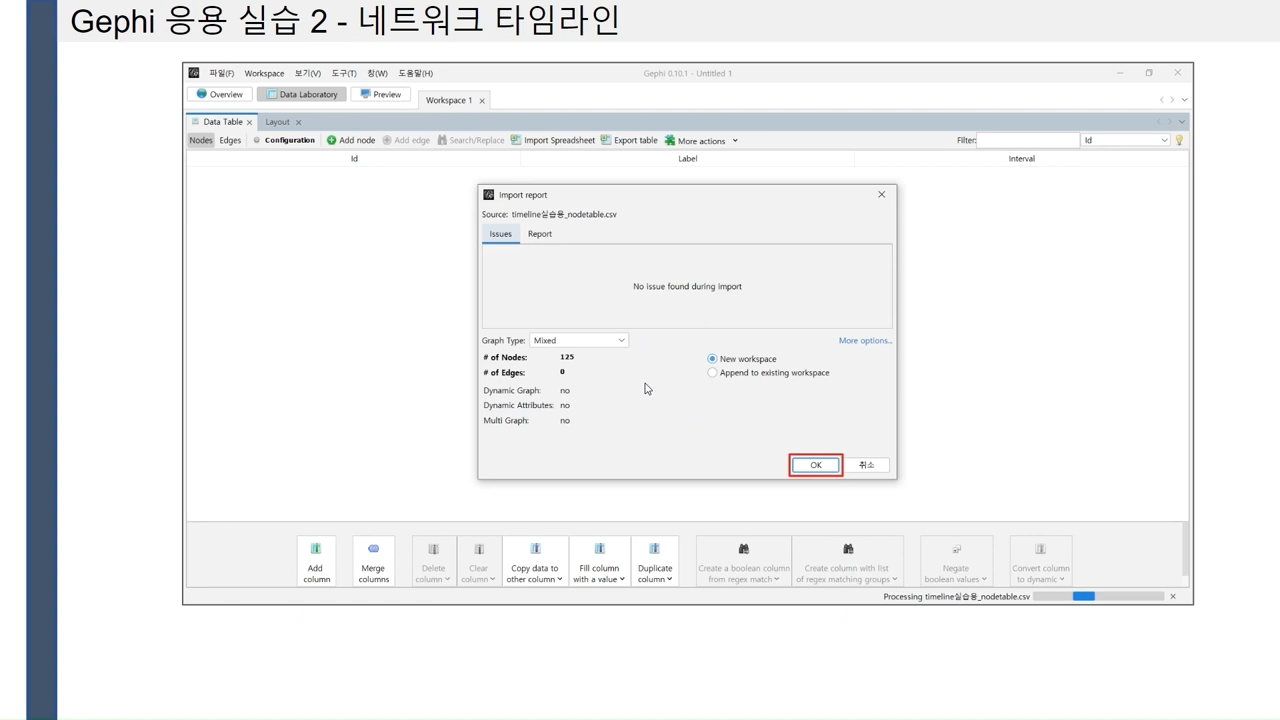 Gephi 응용 실습 2 - 네트워크 타임라인
파일(F) Workspace 보기(V) 도구(T) 창(W) 도움말(H) Gephi 0.10.1 - Untitled 1
Overview Data Laboratory Preview Workspace 1
Data Table Layout
Nodes Edges Configuration Add node Add edge Search/Replace Import Spreadsheet Export table More actions Filter: Id
Id Label Interval
Import report
Source: timeline실습용_nodetable.csv
Issues Report
No issue found during import
Graph Type: Mixed More options...
# of Nodes: 125 New workspace
# of Edges: 0 Append to existing workspace
Dynamic Graph: no
Dynamic Attributes: no
Multi Graph: no
OK 취소
Add Merge Delete Clear Copy data to Fill column Duplicate Create a boolean column Create column with list Negate Convert column
column columns column column other column with a value column from regex match of regex matching groups boolean values to dynamic
Processing timeline실습용_nodetable.csv